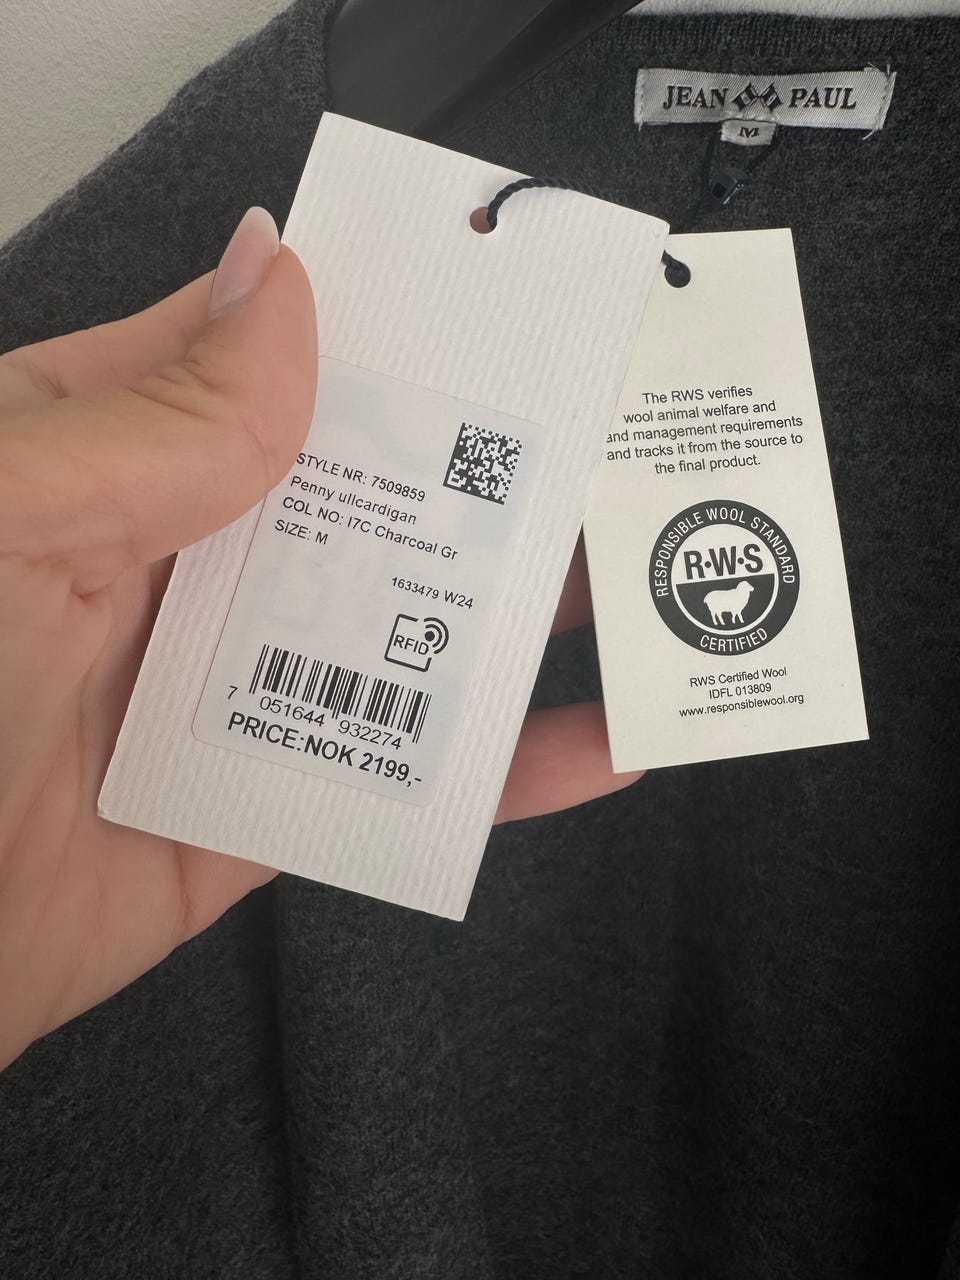 JEAN PAUL
M
STYLE NR: 7509859
Penny ullcardigan
COL NO: I7C Charcoal Gr
SIZE: M
1633479 W24
RFID
7 051644 932274
PRICE:NOK 2199,-
The RWS verifies
wool animal welfare and
and management requirements
and tracks it from the source to
the final product.
RESPONSIBLE WOOL STANDARD
R·W·S
CERTIFIED
RWS Certified Wool
IDFL 013809
www.responsiblewool.org